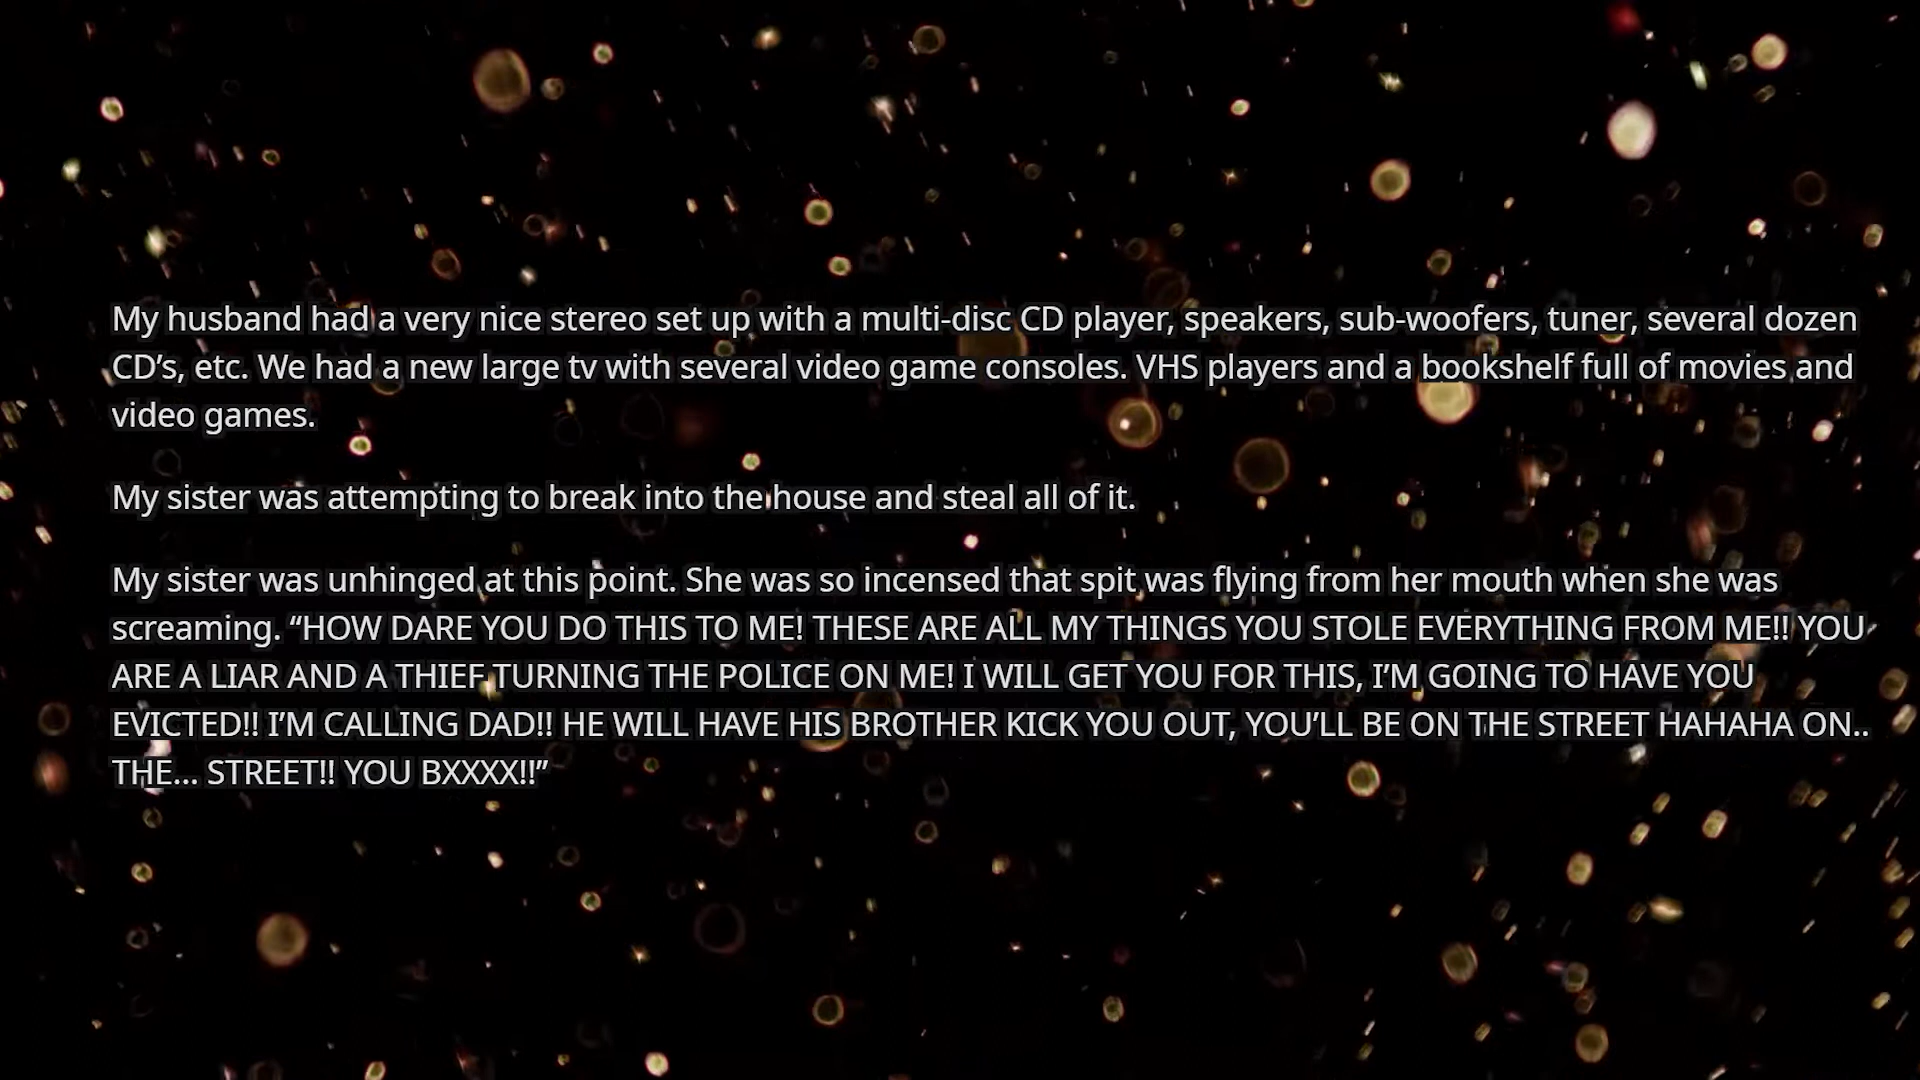 My husband had a very nice stereo set up with a multi-disc CD player, speakers, sub-woofers, tuner, several dozen
CD’s, etc. We had a new large tv with several video game consoles. VHS players and a bookshelf full of movies and
video games.
My sister was attempting to break into the house and steal all of it.
My sister was unhinged at this point. She was so incensed that spit was flying from her mouth when she was
screaming. “HOW DARE YOU DO THIS TO ME! THESE ARE ALL MY THINGS YOU STOLE EVERYTHING FROM ME!! YOU
ARE A LIAR AND A THIEF TURNING THE POLICE ON ME! I WILL GET YOU FOR THIS, I’M GOING TO HAVE YOU
EVICTED!! I’M CALLING DAD!! HE WILL HAVE HIS BROTHER KICK YOU OUT, YOU’LL BE ON THE STREET HAHAHA ON..
THE... STREET!! YOU BXXXX!!”